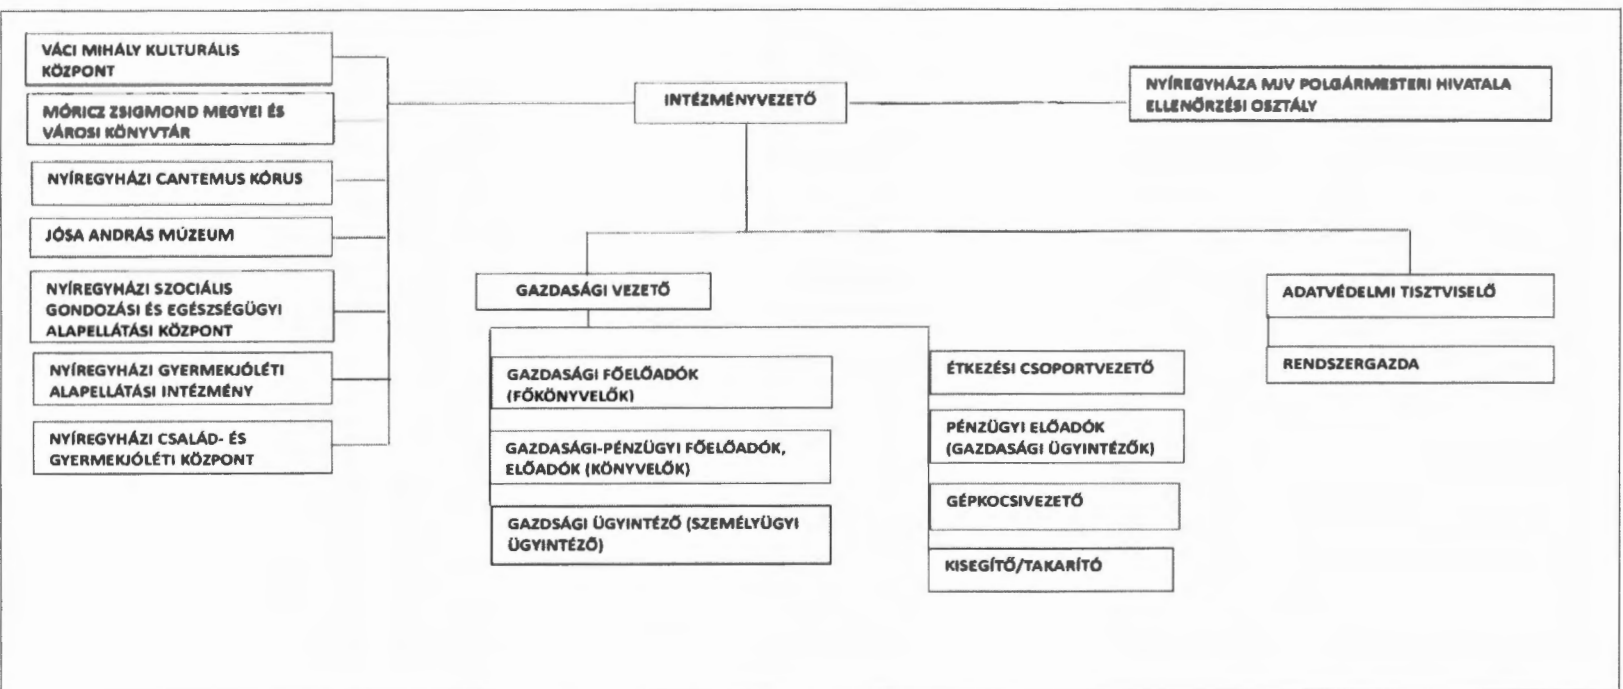 VÁCI MIHÁLY KULTURÁLIS
KÖZPONT
MÓRICZ ZSIGMOND MEGYEI ÉS
VÁROSI KÖNYVTÁR
NYÍREGYHÁZI CANTEMUS KÓRUS
JÓSA ANDRÁS MÚZEUM
NYÍREGYHÁZI SZOCIÁLIS
GONDOZÁSI ÉS EGÉSZSÉGÜGYI
ALAPELLÁTÁSI KÖZPONT
NYÍREGYHÁZI GYERMEKJÓLÉTI
ALAPELLÁTÁSI INTÉZMÉNY
NYÍREGYHÁZI CSALÁD- ÉS
GYERMEKJÓLÉTI KÖZPONT
INTÉZMÉNYVEZETŐ
NYÍREGYHÁZA MJV POLGÁRMESTERI HIVATALA
ELLENŐRZÉSI OSZTÁLY
GAZDASÁGI VEZETŐ
GAZDASÁGI FŐELŐADÓK
(FŐKÖNYVELŐK)
GAZDASÁGI-PÉNZÜGYI FŐELŐADÓK,
ELŐADÓK (KÖNYVELŐK)
GAZDSÁGI ÜGYINTÉZŐ (SZEMÉLYÜGYI
ÜGYINTÉZŐ)
ÉTKEZÉSI CSOPORTVEZETŐ
PÉNZÜGYI ELŐADÓK
(GAZDASÁGI ÜGYINTÉZŐK)
GÉPKOCSIVEZETŐ
KISEGÍTŐ/TAKARÍTÓ
ADATVÉDELMI TISZTVISELŐ
RENDSZERGAZDA